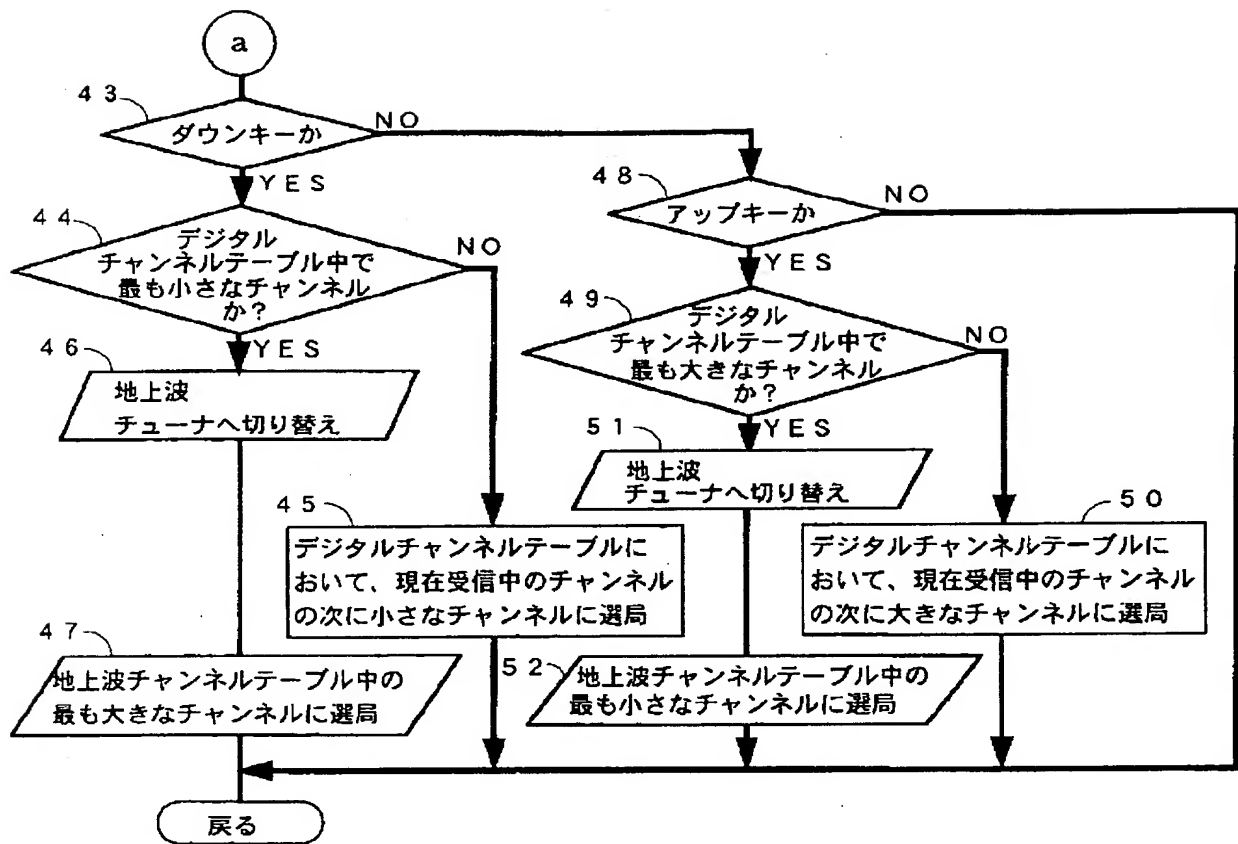 a
43
ダウンキーか
NO
YES
44
デジタル
チャンネルテーブル中で
最も小さなチャンネル
か?
NO
YES
46
地上波
チューナへ切り替え
45
デジタルチャンネルテーブルに
おいて、現在受信中のチャンネル
の次に小さなチャンネルに選局
47
地上波チャンネルテーブル中の
最も大きなチャンネルに選局
48
アップキーか
NO
YES
49
デジタル
チャンネルテーブル中で
最も大きなチャンネル
か?
NO
YES
51
地上波
チューナへ切り替え
50
デジタルチャンネルテーブルに
おいて、現在受信中のチャンネル
の次に大きなチャンネルに選局
52
地上波チャンネルテーブル中の
最も小さなチャンネルに選局
戻る